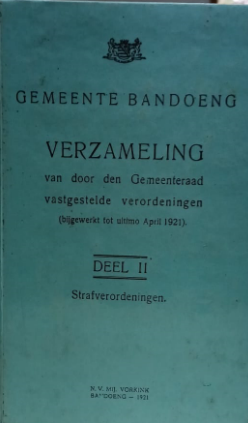 GEMEENTE BANDOENG
VERZAMELING
van door den Gemeenteraad
vastgestelde verordeningen
(bijgewerkt tot ultimo April 1921).
DEEL II
Strafverordeningen.
N. V. MIJ. VORKINK
BANDOENG — 1921